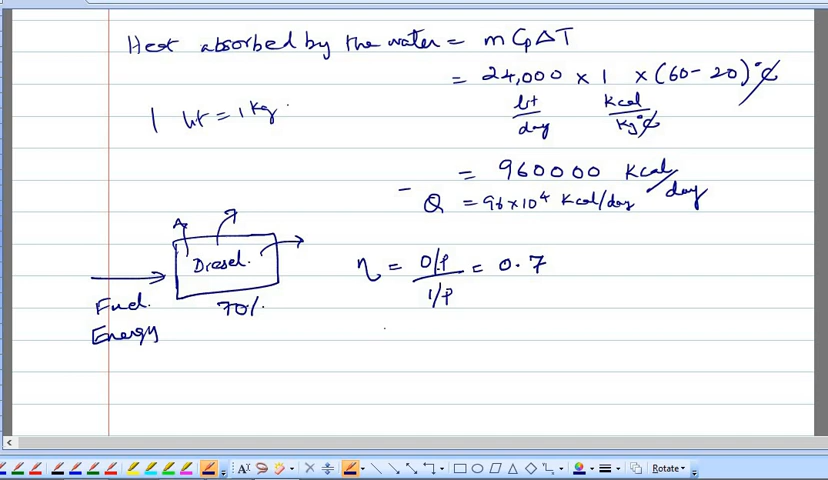 Heat absorbed by the water = m Cp ΔT
= 24,000 × 1 × (60 - 20) °C
lit/day Kcal/Kg °C
1 lit = 1 Kg.
= 960000 Kcal/day
Q = 96 × 10⁴ Kcal/day
Diesel.
η = O/P / I/P = 0.7
Fuel Energy
70%.
Rotate